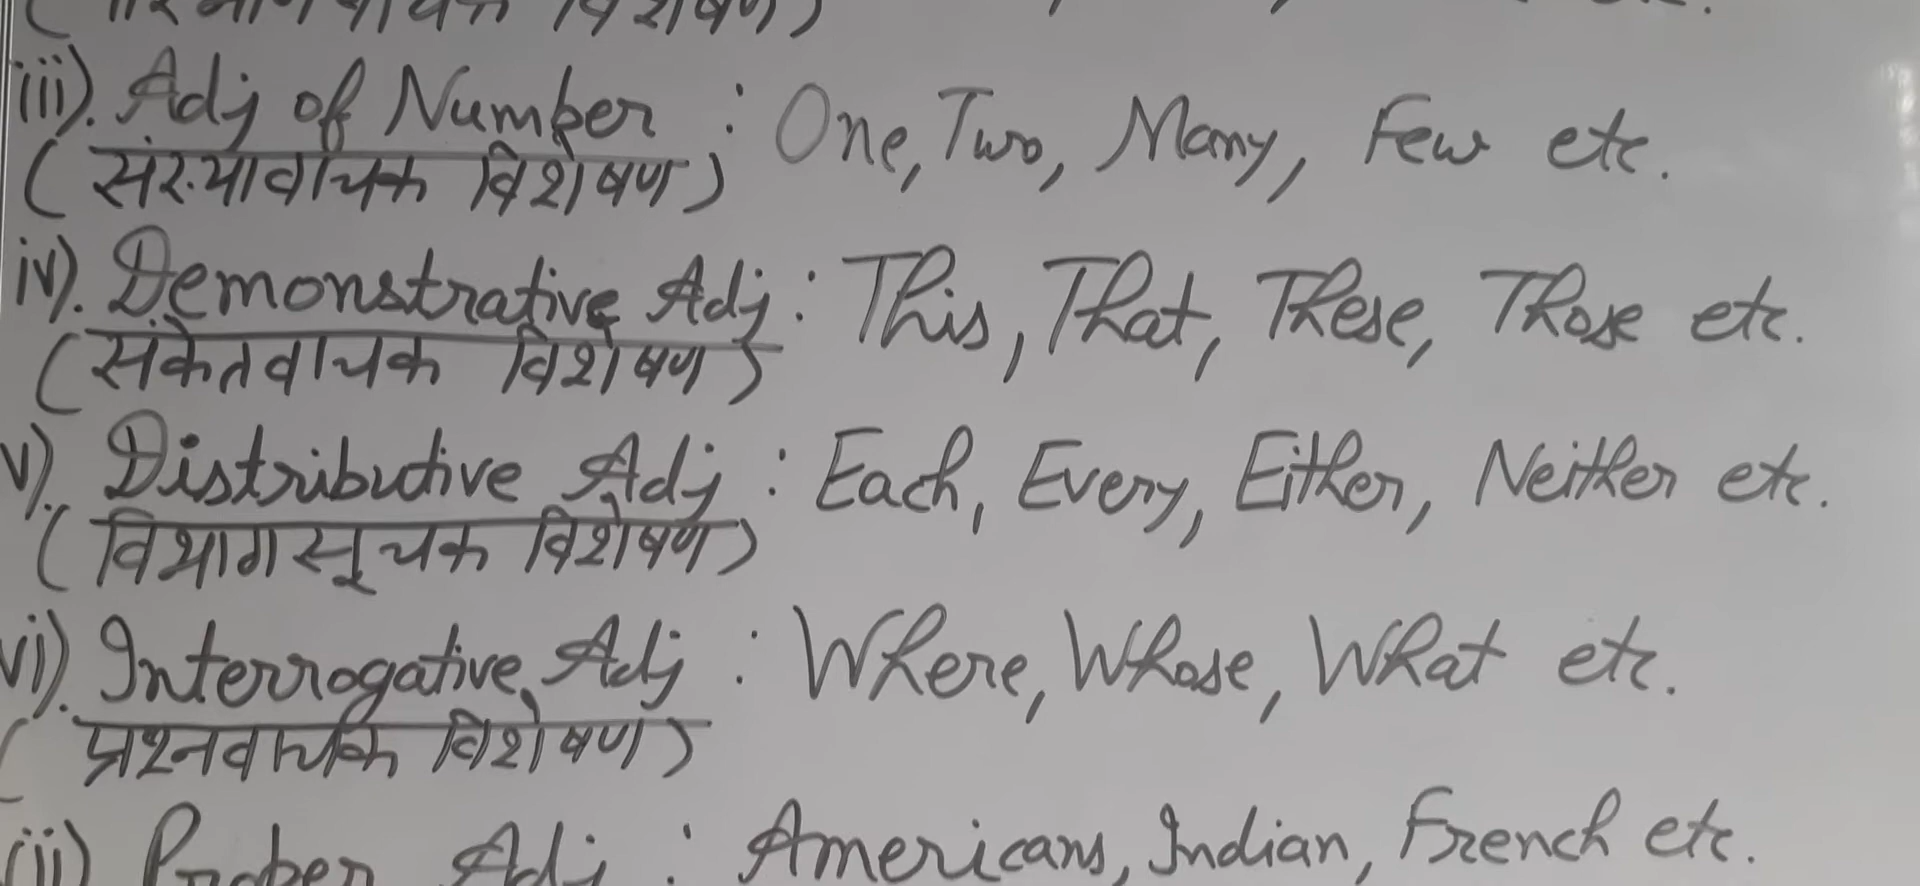 विशेषण)
iii). Adj of Number : One, Two, Many, Few etc.
(संख्यावाचक विशेषण)
iv). Demonstrative Adj : This, That, These, Those etc.
(संकेतवाचक विशेषण)
v). Distributive Adj : Each, Every, Either, Neither etc.
(विभागसूचक विशेषण)
vi). Interrogative Adj : Where, Whose, What etc.
(प्रश्नवाचक विशेषण)
Proper Adj : Americans, Indian, French etc.